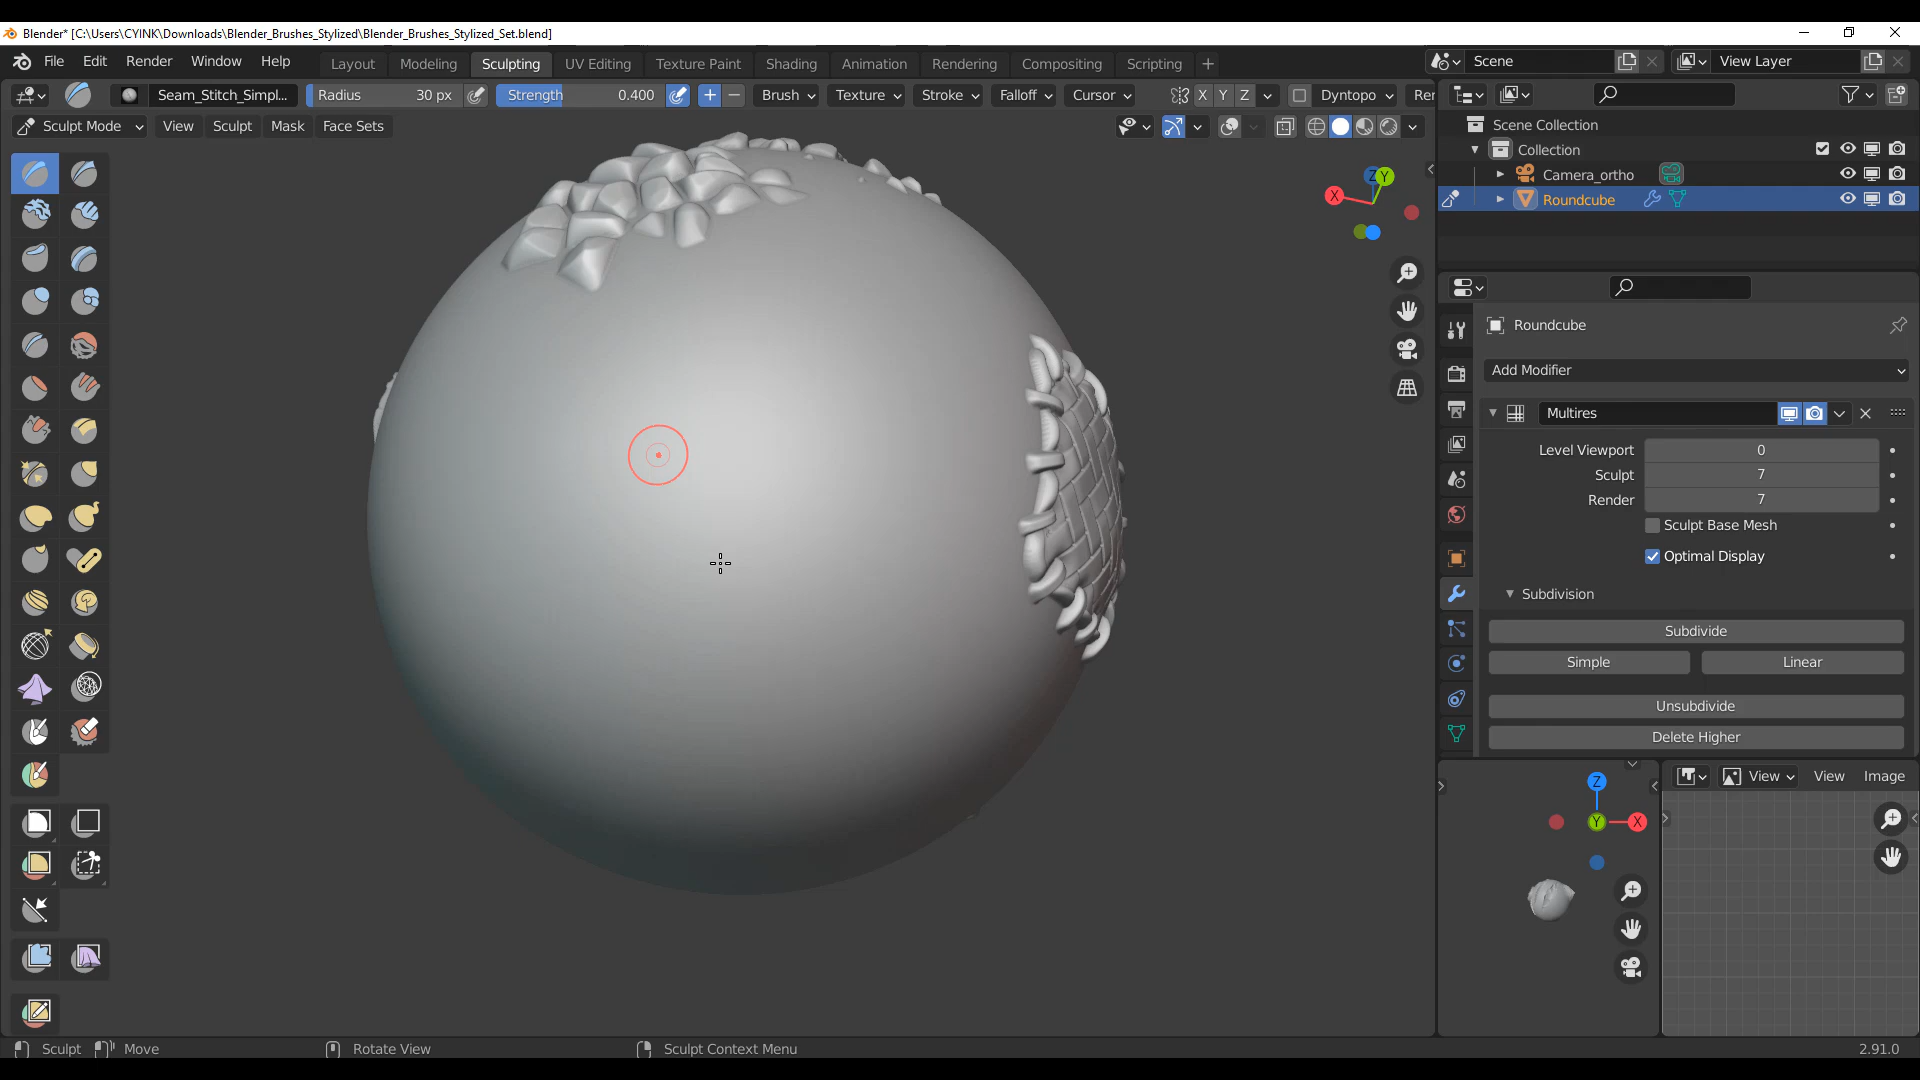 Blender* [C:\Users\CYINK\Downloads\Blender_Brushes_Stylized\Blender_Brushes_Stylized_Set.blend]
File Edit Render Window Help Layout Modeling Sculpting UV Editing Texture Paint Shading Animation Rendering Compositing Scripting + Scene View Layer
Seam_Stitch_Simpl... Radius 30 px Strength 0.400 Brush Texture Stroke Falloff Cursor X Y Z Dyntopo Re
Sculpt Mode View Sculpt Mask Face Sets
Scene Collection
Collection
Camera_ortho
Roundcube
Z Y
X
Roundcube
Add Modifier
Multires
Level Viewport 0
Sculpt 7
Render 7
Sculpt Base Mesh
Optimal Display
Subdivision
Subdivide
Simple Linear
Unsubdivide
Delete Higher
View View Image
Z
Y X
Sculpt Move Rotate View Sculpt Context Menu 2.91.0